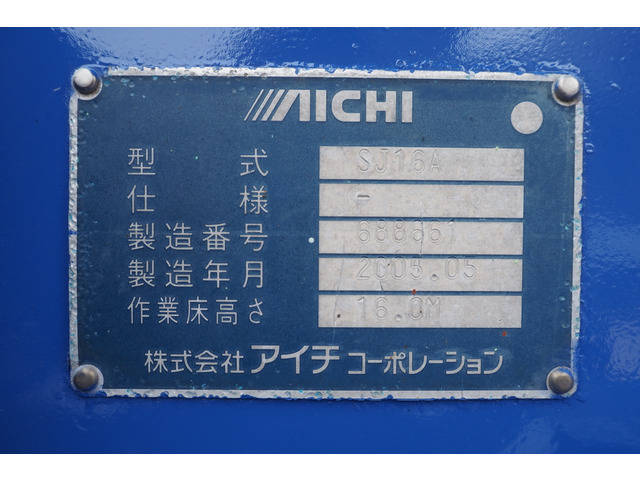 AICHI
型式 SJ16A
仕様 -
製造番号
製造年月 2005.05
作業床高さ 16.0M
株式会社アイチコーポレーション